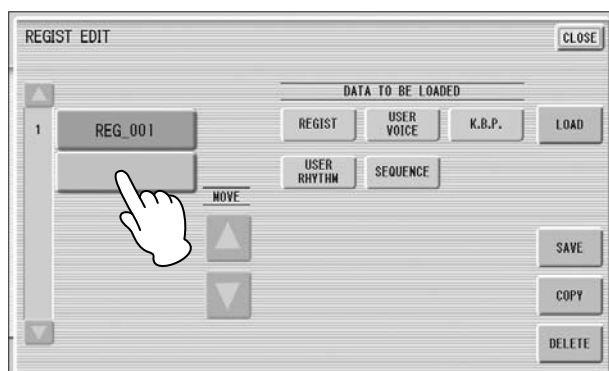 REGIST EDIT
CLOSE
DATA TO BE LOADED
REGIST
USER
VOICE
K.B.P.
LOAD
1
REG_001
USER
RHYTHM
SEQUENCE
MOVE
SAVE
COPY
DELETE